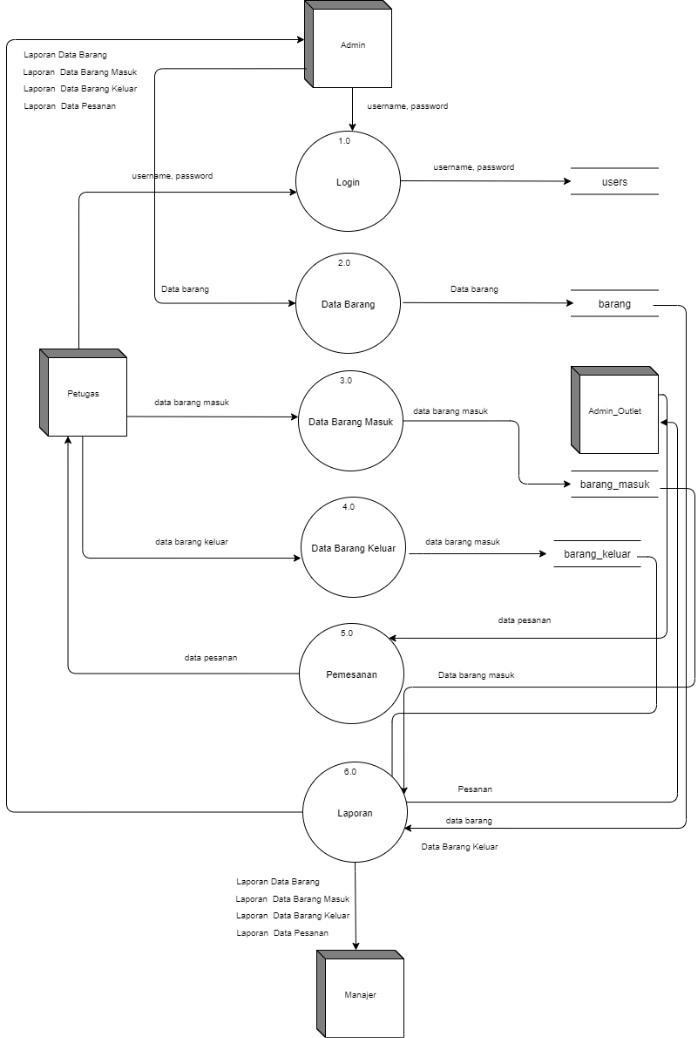 Admin
Laporan Data Barang
Laporan Data Barang Masuk
Laporan Data Barang Keluar
Laporan Data Pesanan
username, password
1.0
Login
username, password
username, password
users
2.0
Data Barang
Data barang
Data barang
barang
Petugas
3.0
Data Barang Masuk
data barang masuk
data barang masuk
Admin_Outlet
barang_masuk
4.0
Data Barang Keluar
data barang keluar
data barang masuk
barang_keluar
data pesanan
5.0
Pemesanan
data pesanan
Data barang masuk
6.0
Laporan
Pesanan
data barang
Data Barang Keluar
Laporan Data Barang
Laporan Data Barang Masuk
Laporan Data Barang Keluar
Laporan Data Pesanan
Manajer